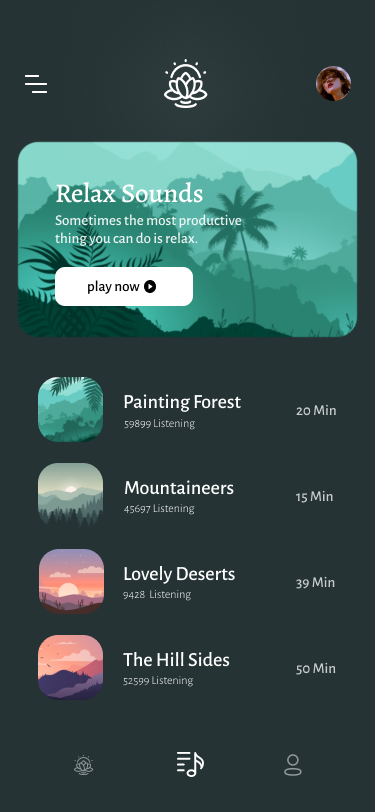 Relax Sounds
Sometimes the most productive
thing you can do is relax.
play now
Painting Forest
59899 Listening
20 Min
Mountaineers
45697 Listening
15 Min
Lovely Deserts
9428 Listening
39 Min
The Hill Sides
52599 Listening
50 Min